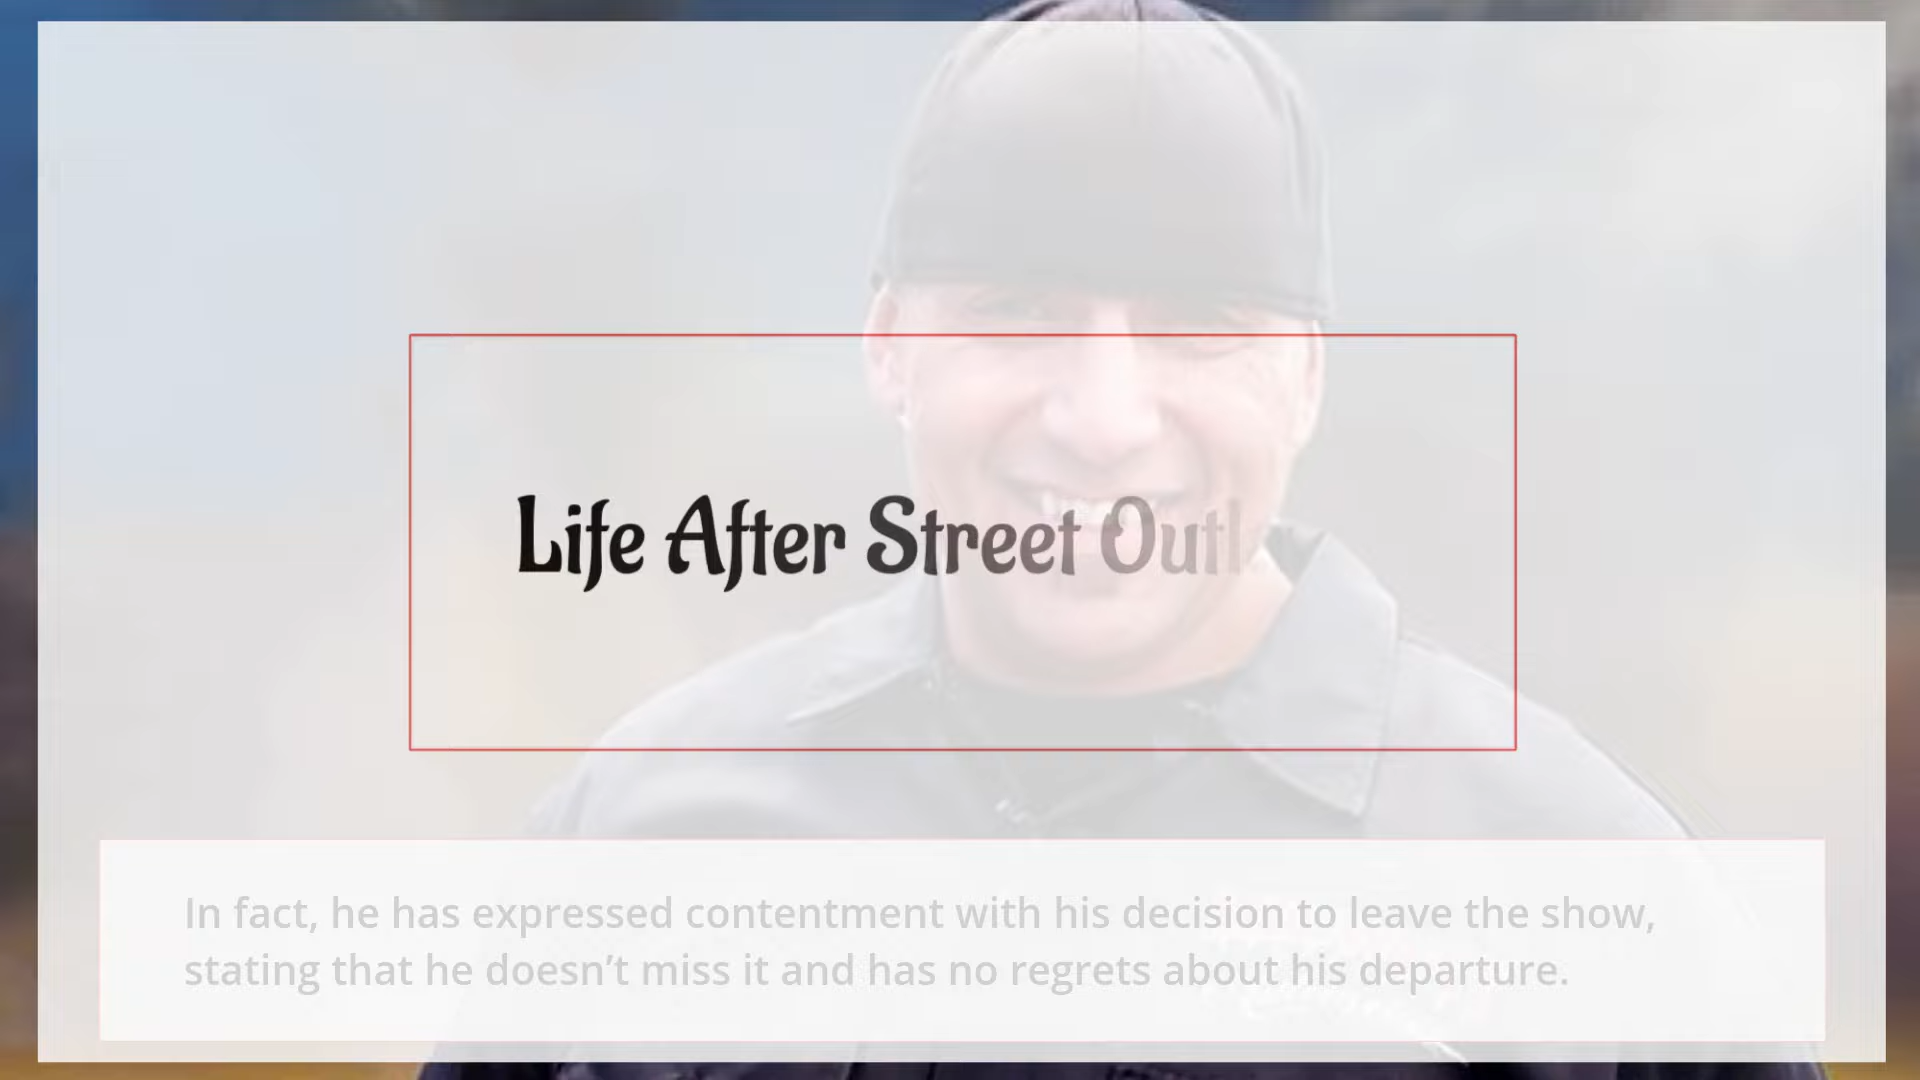 Life After Street Outl
In fact, he has expressed contentment with his decision to leave the show,
stating that he doesn’t miss it and has no regrets about his departure.